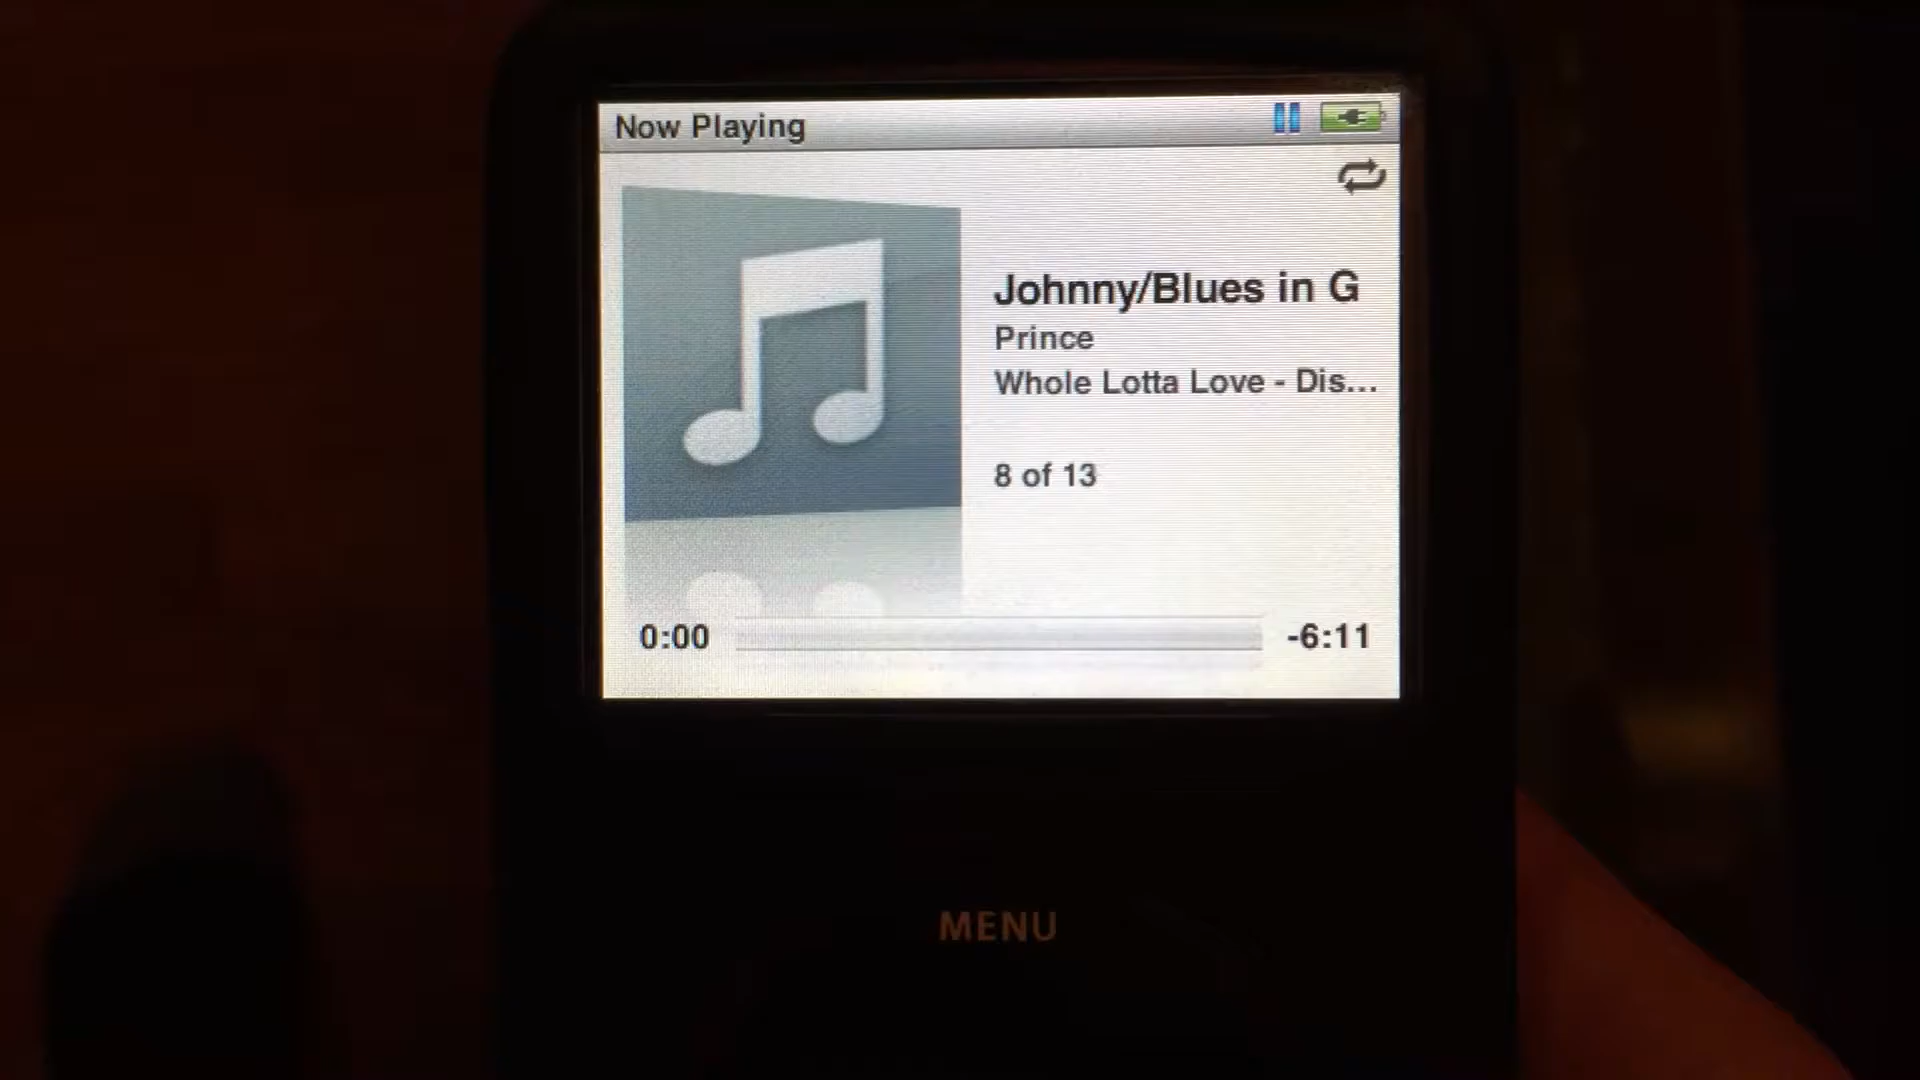 Now Playing
Johnny/Blues in G
Prince
Whole Lotta Love - Dis...
8 of 13
0:00
-6:11
MENU